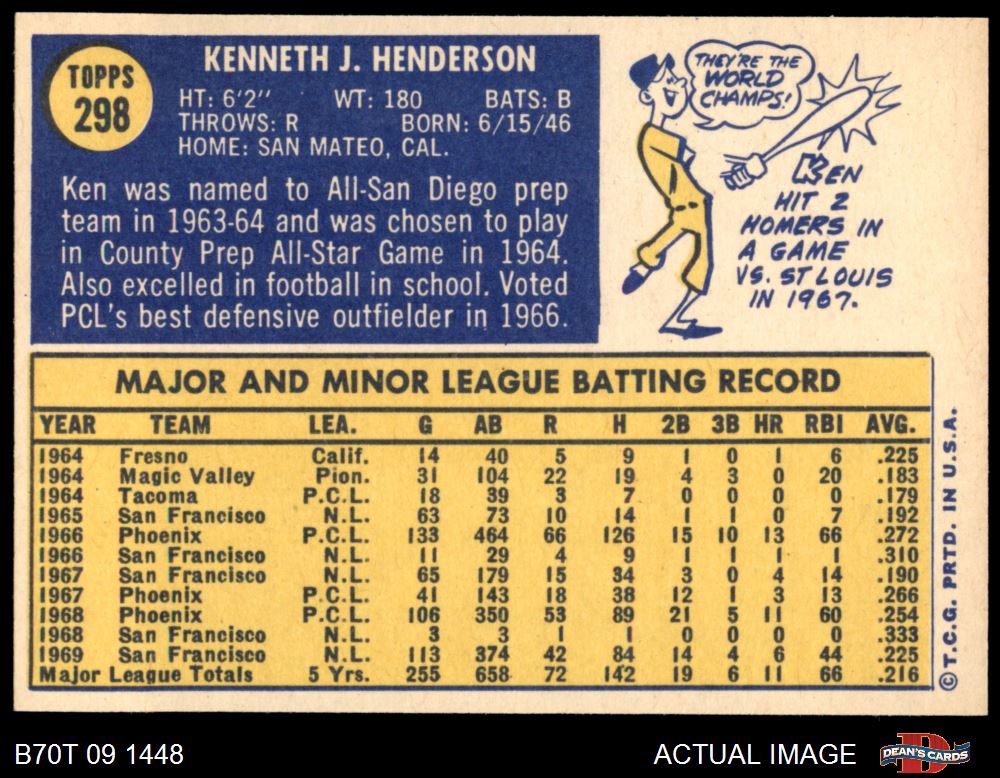 TOPPS
298
KENNETH J. HENDERSON
HT: 6'2" WT: 180 BATS: B
THROWS: R BORN: 6/15/46
HOME: SAN MATEO, CAL.
Ken was named to All-San Diego prep
team in 1963-64 and was chosen to play
in County Prep All-Star Game in 1964.
Also excelled in football in school. Voted
PCL's best defensive outfielder in 1966.
THEY'RE THE
WORLD
CHAMPS!
KEN
HIT 2
HOMERS IN
A GAME
VS. ST LOUIS
IN 1967.
MAJOR AND MINOR LEAGUE BATTING RECORD
YEAR TEAM LEA. G AB R H 2B 3B HR RBI AVG.
1964 Fresno Calif. 14 40 5 9 1 0 1 6 .225
1964 Magic Valley Pion. 31 104 22 19 4 3 0 20 .183
1964 Tacoma P.C.L. 18 39 3 7 0 0 0 0 .179
1965 San Francisco N.L. 63 73 10 14 1 1 0 7 .192
1966 Phoenix P.C.L. 133 464 66 126 15 10 13 66 .272
1966 San Francisco N.L. 11 29 4 9 1 1 1 1 .310
1967 San Francisco N.L. 65 179 15 34 3 0 4 14 .190
1967 Phoenix P.C.L. 41 143 18 38 12 1 3 13 .266
1968 Phoenix P.C.L. 106 350 53 89 21 5 11 60 .254
1968 San Francisco N.L. 3 3 1 1 0 0 0 0 .333
1969 San Francisco N.L. 113 374 42 84 14 4 6 44 .225
Major League Totals 5 Yrs. 255 658 72 142 19 6 11 66 .216
©T.C.G. PRTD. IN U.S.A.
B70T 09 1448
ACTUAL IMAGE
D
DEAN'S CARDS